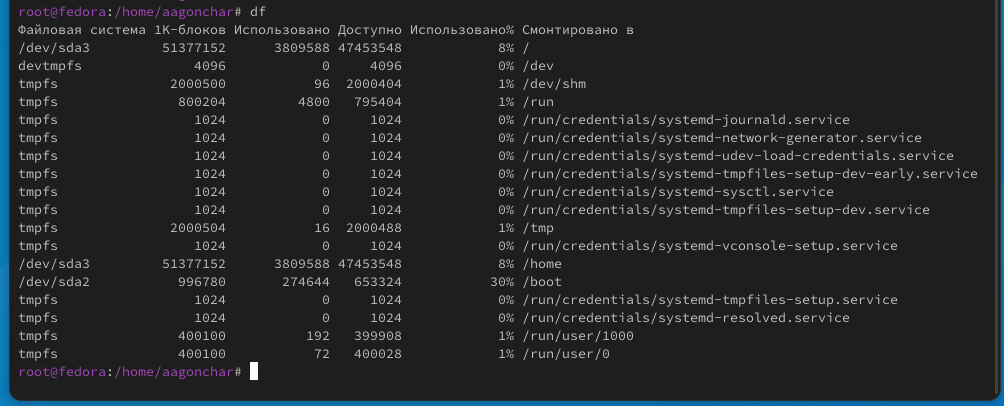 root@fedora:/home/aagonchar# df
Файловая система 1K-блоков Использовано Доступно Использовано% Смонтировано в
/dev/sda3         51377152      3809588 47453548            8% /
devtmpfs              4096            0     4096            0% /dev
tmpfs              2000500           96  2000404            1% /dev/shm
tmpfs               800204         4800   795404            1% /run
tmpfs                 1024            0     1024            0% /run/credentials/systemd-journald.service
tmpfs                 1024            0     1024            0% /run/credentials/systemd-network-generator.service
tmpfs                 1024            0     1024            0% /run/credentials/systemd-udev-load-credentials.service
tmpfs                 1024            0     1024            0% /run/credentials/systemd-tmpfiles-setup-dev-early.service
tmpfs                 1024            0     1024            0% /run/credentials/systemd-sysctl.service
tmpfs                 1024            0     1024            0% /run/credentials/systemd-tmpfiles-setup-dev.service
tmpfs              2000504           16  2000488            1% /tmp
tmpfs                 1024            0     1024            0% /run/credentials/systemd-vconsole-setup.service
/dev/sda3         51377152      3809588 47453548            8% /home
/dev/sda2           996780       274644   653324           30% /boot
tmpfs                 1024            0     1024            0% /run/credentials/systemd-tmpfiles-setup.service
tmpfs                 1024            0     1024            0% /run/credentials/systemd-resolved.service
tmpfs               400100          192   399908            1% /run/user/1000
tmpfs               400100           72   400028            1% /run/user/0
root@fedora:/home/aagonchar#